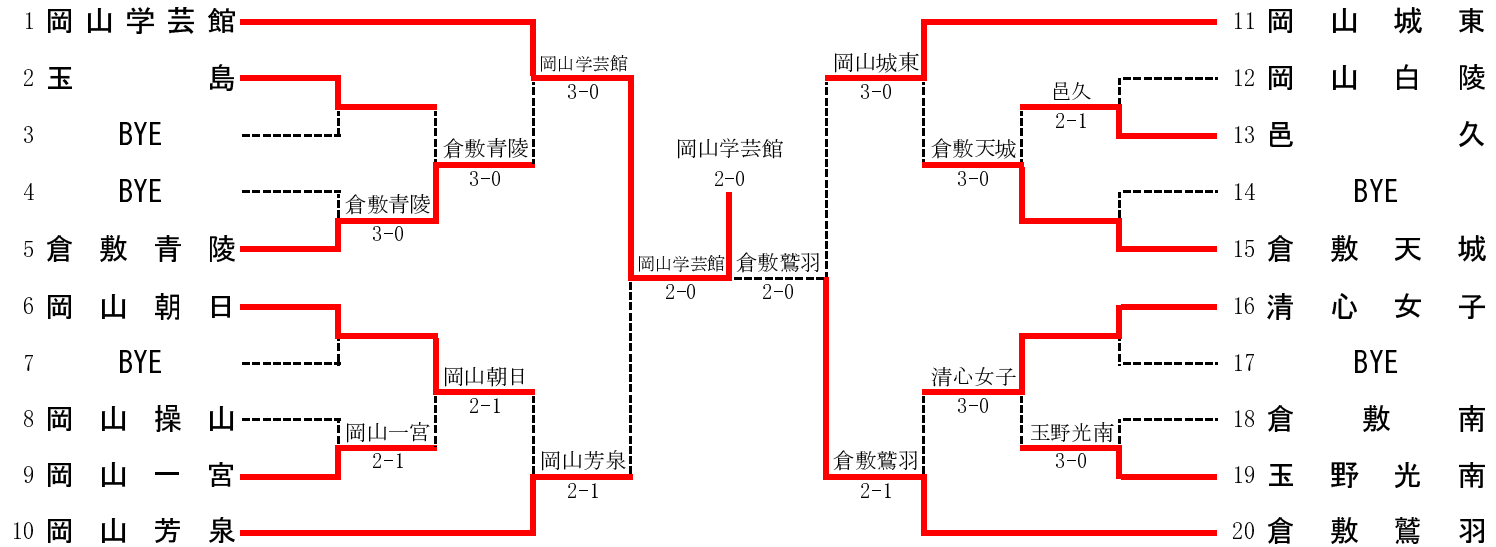 1 岡山学芸館
2 玉島
3 BYE
4 BYE
5 倉敷青陵
6 岡山朝日
7 BYE
8 岡山操山
9 岡山一宮
10 岡山芳泉
倉敷青陵
3-0
岡山一宮
2-1
倉敷青陵
3-0
岡山朝日
2-1
岡山学芸館
3-0
岡山芳泉
2-1
岡山学芸館
2-0
岡山学芸館
2-0
倉敷鷲羽
2-0
岡山城東
3-0
倉敷鷲羽
2-1
倉敷天城
3-0
清心女子
3-0
邑久
2-1
玉野光南
3-0
11 岡山城東
12 岡山白陵
13 邑久
14 BYE
15 倉敷天城
16 清心女子
17 BYE
18 倉敷南
19 玉野光南
20 倉敷鷲羽